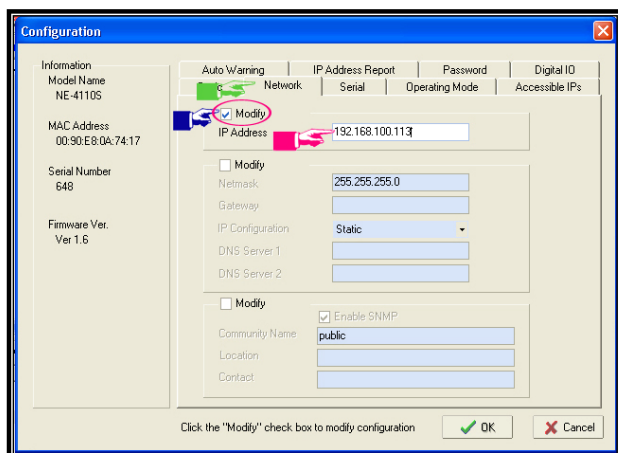 Configuration
Information
Model Name
NE-4110S
MAC Address
00:90:E8:0A:74:17
Serial Number
648
Firmware Ver.
Ver 1.6
Auto Warning
IP Address Report
Password
Digital IO
Network
Serial
Operating Mode
Accessible IPs
Modify
IP Address
192.168.100.113
Modify
Netmask
255.255.255.0
Gateway
IP Configuration
Static
DNS Server 1
DNS Server 2
Modify
Enable SNMP
Community Name
public
Location
Contact
Click the "Modify" check box to modify configuration
OK
Cancel